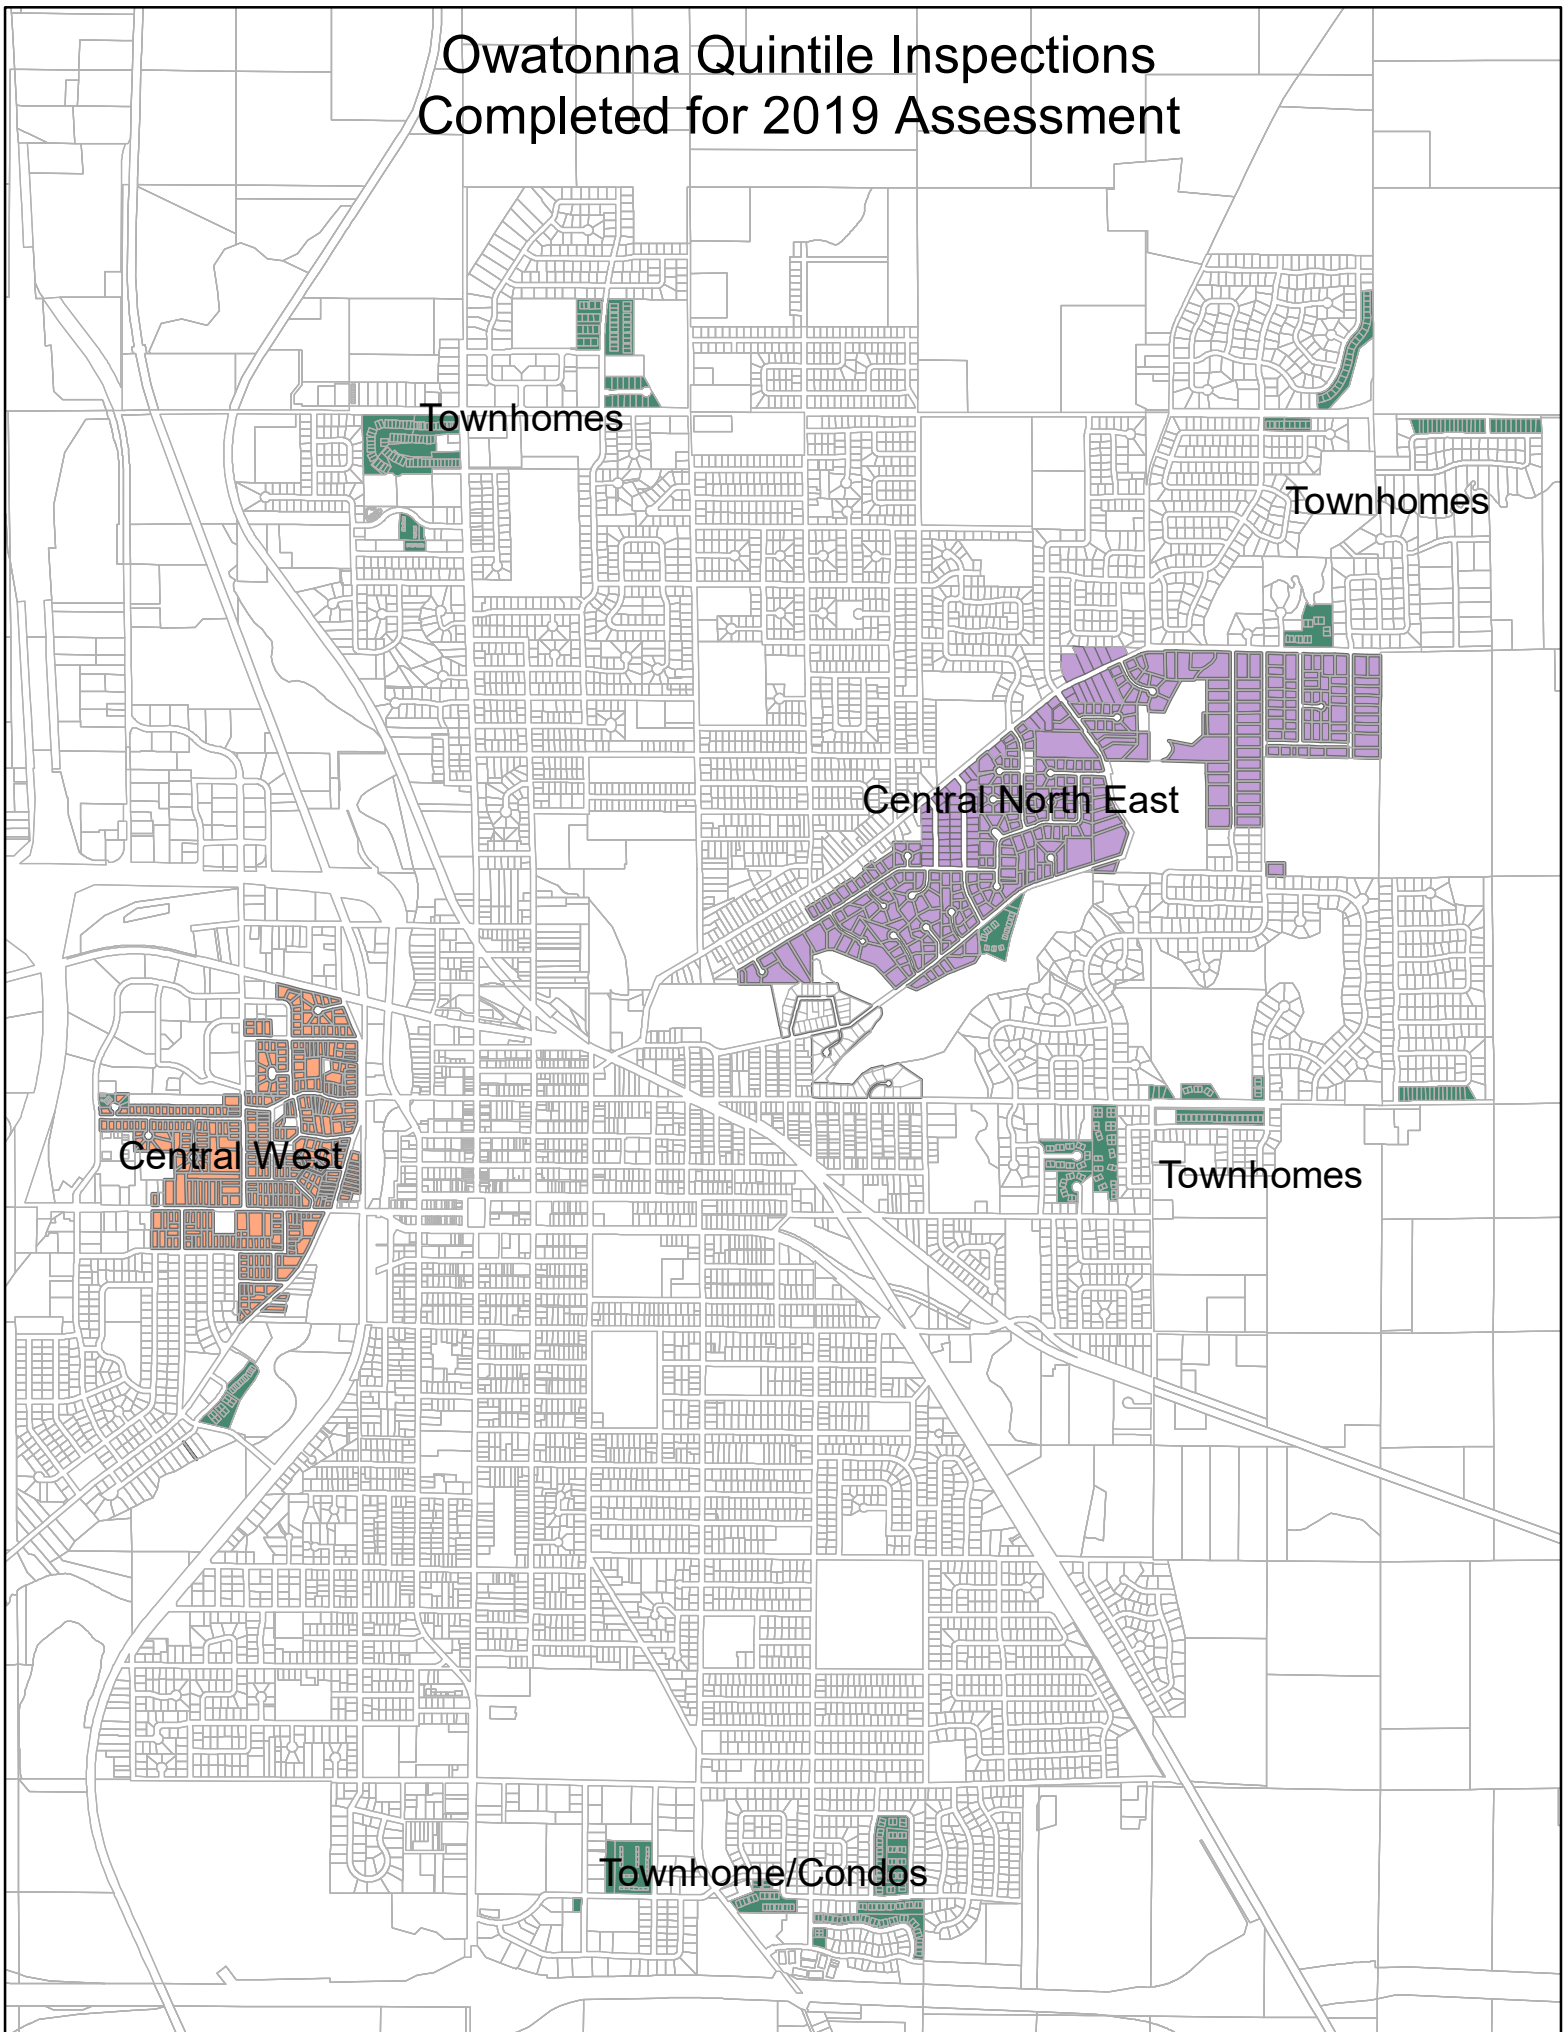 Owatonna Quintile Inspections
Completed for 2019 Assessment
Townhomes
Townhomes
Central North East
Central West
Townhomes
Townhome/Condos